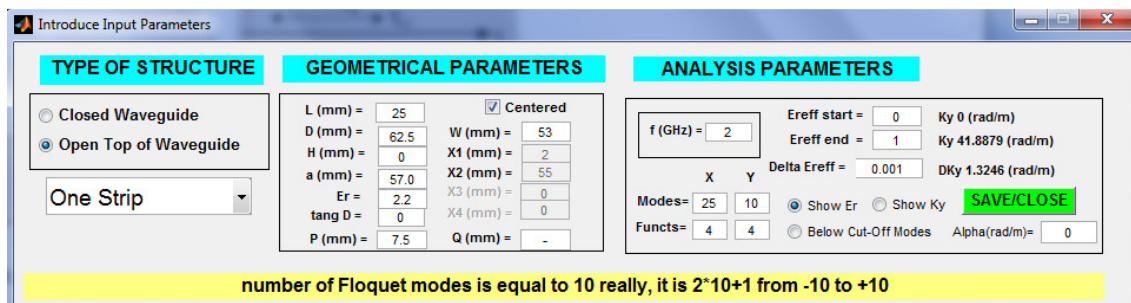 Introduce Input Parameters
TYPE OF STRUCTURE
Closed Waveguide
Open Top of Waveguide
One Strip
GEOMETRICAL PARAMETERS
L (mm) = 25 Centered
D (mm) = 62.5 W (mm) = 53
H (mm) = 0 X1 (mm) = 2
a (mm) = 57.0 X2 (mm) = 55
Er = 2.2 X3 (mm) = 0
tang D = 0 X4 (mm) = 0
P (mm) = 7.5 Q (mm) = -
ANALYSIS PARAMETERS
f (GHz) = 2
Ereff start = 0 Ky 0 (rad/m)
Ereff end = 1 Ky 41.8879 (rad/m)
Delta Ereff = 0.001 DKy 1.3246 (rad/m)
X Y
Modes= 25 10 Show Er Show Ky SAVE/CLOSE
Functs= 4 4 Below Cut-Off Modes Alpha(rad/m)= 0
number of Floquet modes is equal to 10 really, it is 2*10+1 from -10 to +10